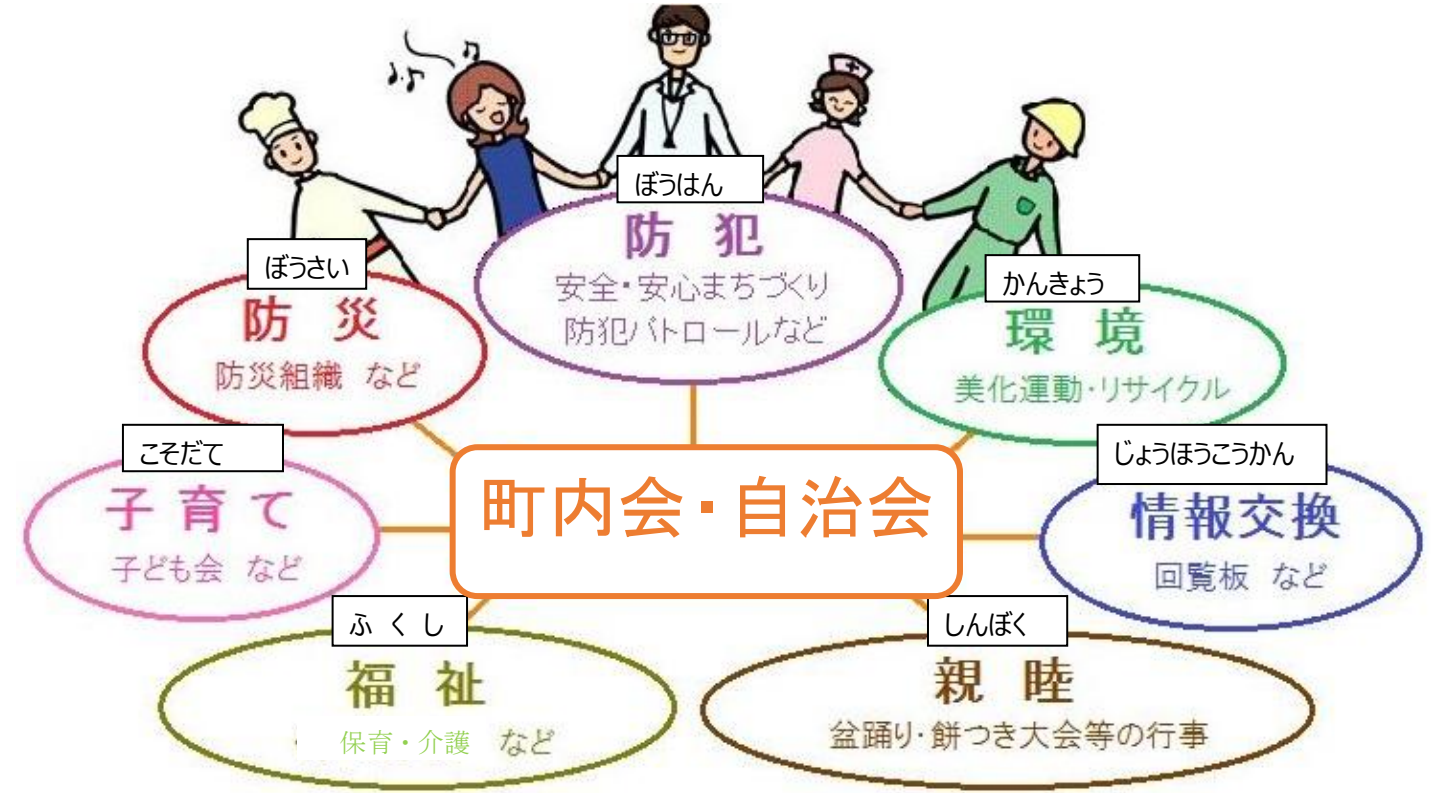 ぼうはん
防 犯
安全・安心まちづくり
防犯パトロールなど
ぼうさい
防 災
防災組織 など
かんきょう
環 境
美化運動・リサイクル
こそだて
子 育 て
子ども会 など
町内会・自治会
じょうほうこうかん
情報交換
回覧板 など
ふ く し
福 祉
保育・介護 など
しんぼく
親 睦
盆踊り・餅つき大会等の行事